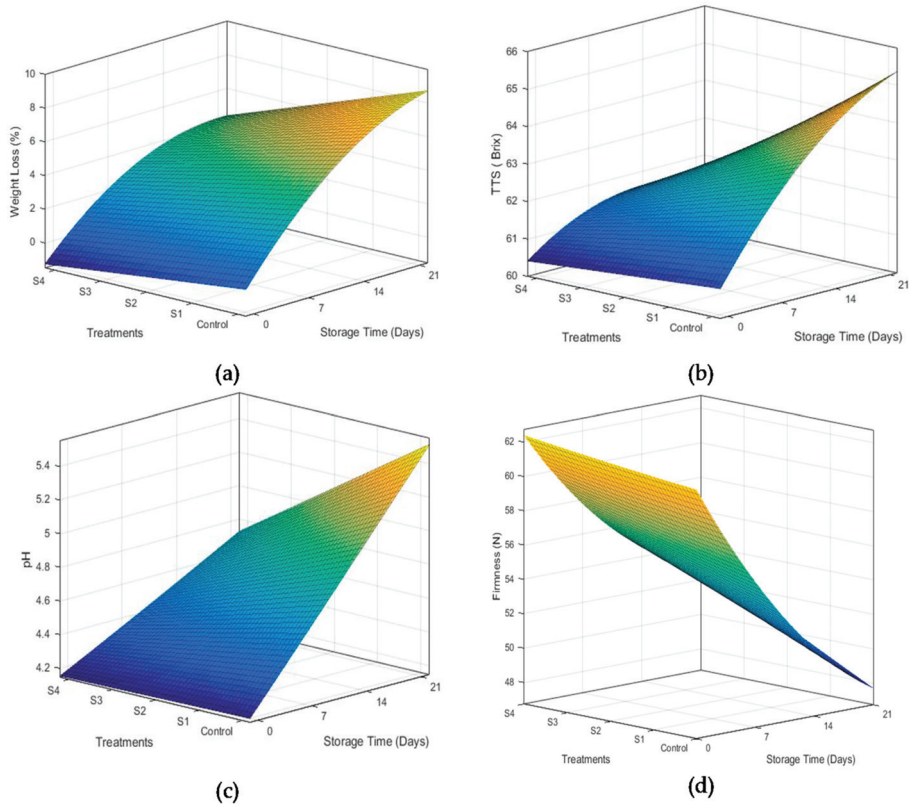 10
8
6
4
2
0
Weight Loss (%)
S4
S3
S2
S1
Control
Treatments
0
7
14
21
Storage Time (Days)
(a)
66
65
64
63
62
61
60
TTS ( Brix)
S4
S3
S2
S1
Control
Treatments
0
7
14
21
Storage Time (Days)
(b)
5.4
5.2
5
4.8
4.6
4.4
4.2
pH
S4
S3
S2
S1
Control
Treatments
0
7
14
21
Storage Time (Days)
(c)
62
60
58
56
54
52
50
48
Firmness (N)
S4
S3
S2
S1
Control
Treatments
0
7
14
21
Storage Time (Days)
(d)